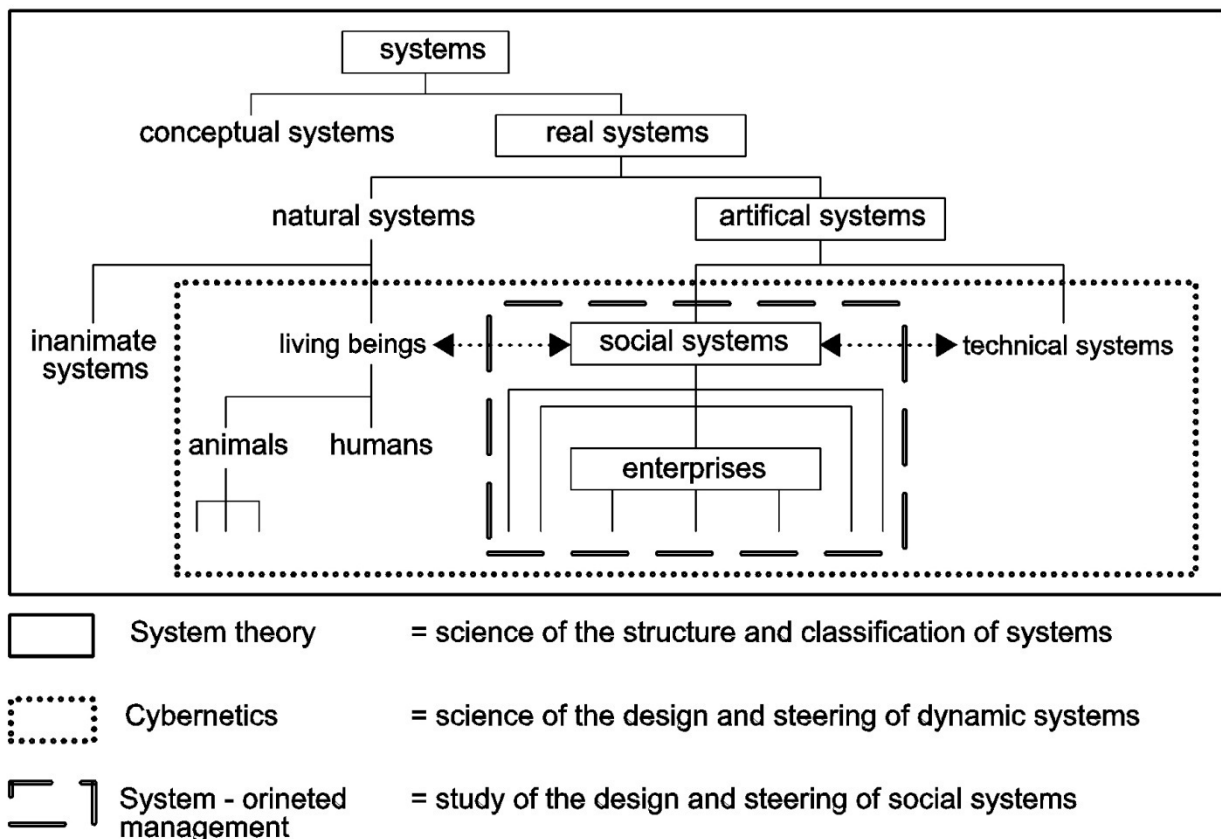 systems
conceptual systems
real systems
natural systems
artifical systems
inanimate
systems
living beings
social systems
technical systems
animals
humans
enterprises
System theory = science of the structure and classification of systems
Cybernetics = science of the design and steering of dynamic systems
System - orineted = study of the design and steering of social systems
management